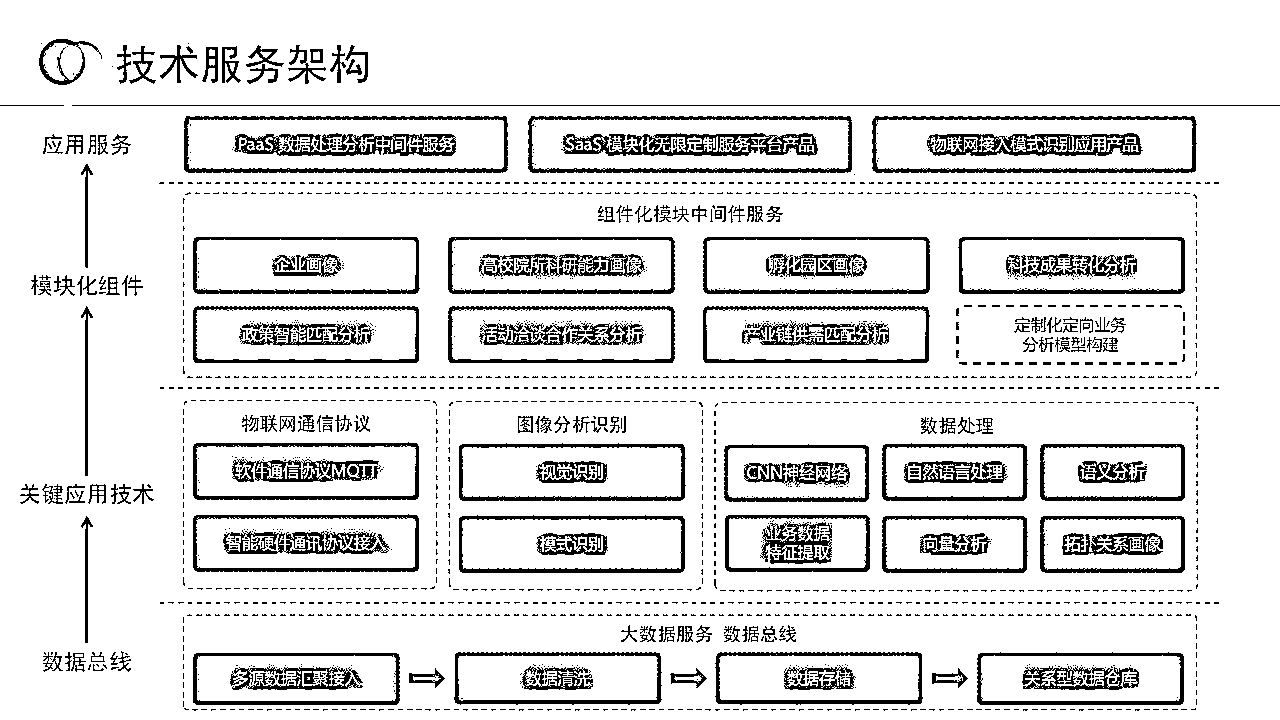 技术服务架构
应用服务
PaaS 数据处理分析中间件服务
SaaS 模块化无限定制服务平台产品
物联网接入模式识别应用产品
组件化模块中间件服务
模块化组件
企业画像
高校院所科研能力画像
孵化园区画像
科技成果转化分析
政策智能匹配分析
活动洽谈合作关系分析
产业链供需匹配分析
定制化定向业务
分析模型构建
关键应用技术
物联网通信协议
软件通信协议MQTT
智能硬件通讯协议接入
图像分析识别
视觉识别
模式识别
数据处理
CNN神经网络
自然语言处理
语义分析
业务数据
特征提取
向量分析
拓扑关系画像
数据总线
大数据服务 数据总线
多源数据汇聚接入
数据清洗
数据存储
关系型数据仓库